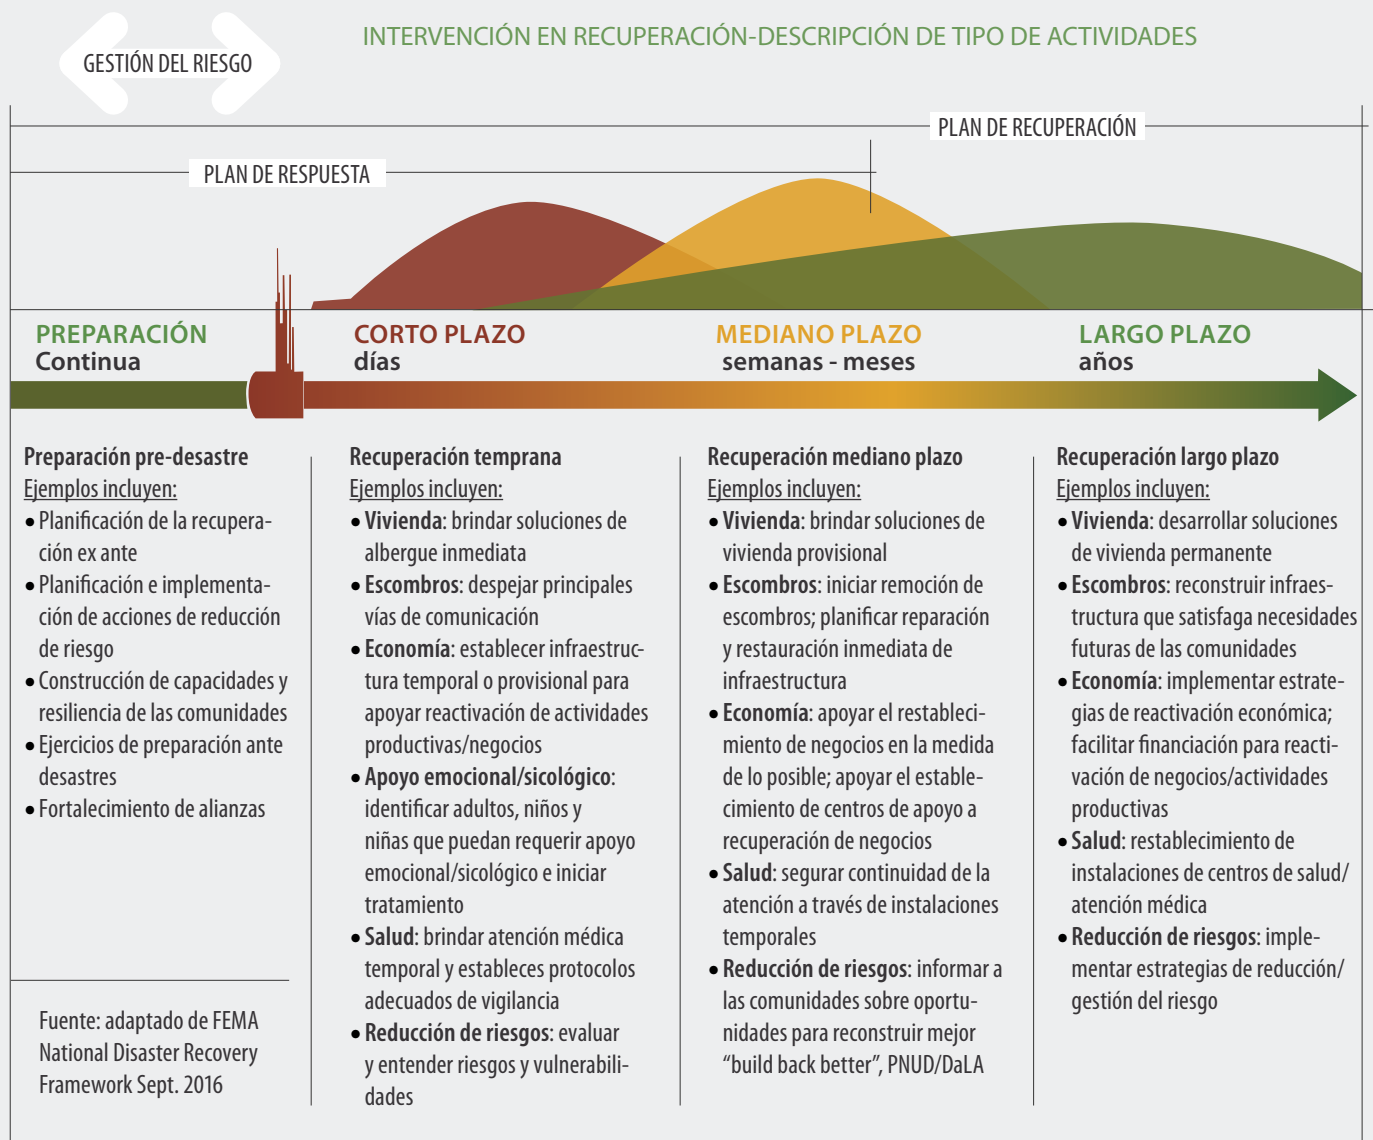 INTERVENCIÓN EN RECUPERACIÓN-DESCRIPCIÓN DE TIPO DE ACTIVIDADES
GESTIÓN DEL RIESGO
PLAN DE RECUPERACIÓN
PLAN DE RESPUESTA
PREPARACIÓN
Continua
CORTO PLAZO
días
MEDIANO PLAZO
semanas - meses
LARGO PLAZO
años
Preparación pre-desastre
Ejemplos incluyen:
• Planificación de la recupera-
ción ex ante
• Planificación e implementa-
ción de acciones de reducción
de riesgo
• Construcción de capacidades y
resiliencia de las comunidades
• Ejercicios de preparación ante
desastres
• Fortalecimiento de alianzas
Fuente: adaptado de FEMA
National Disaster Recovery
Framework Sept. 2016
Recuperación temprana
Ejemplos incluyen:
• Vivienda: brindar soluciones de
albergue inmediata
• Escombros: despejar principales
vías de comunicación
• Economía: establecer infraestruc-
tura temporal o provisional para
apoyar reactivación de actividades
productivas/negocios
• Apoyo emocional/sicológico:
identificar adultos, niños y
niñas que puedan requerir apoyo
emocional/sicológico e iniciar
tratamiento
• Salud: brindar atención médica
temporal y estableces protocolos
adecuados de vigilancia
• Reducción de riesgos: evaluar
y entender riesgos y vulnerabili-
dades
Recuperación mediano plazo
Ejemplos incluyen:
• Vivienda: brindar soluciones de
vivienda provisional
• Escombros: iniciar remoción de
escombros; planificar reparación
y restauración inmediata de
infraestructura
• Economía: apoyar el restableci-
miento de negocios en la medida
de lo posible; apoyar el estable-
cimiento de centros de apoyo a
recuperación de negocios
• Salud: segurar continuidad de la
atención a través de instalaciones
temporales
• Reducción de riesgos: informar a
las comunidades sobre oportu-
nidades para reconstruir mejor
“build back better”, PNUD/DaLA
Recuperación largo plazo
Ejemplos incluyen:
• Vivienda: desarrollar soluciones
de vivienda permanente
• Escombros: reconstruir infraes-
tructura que satisfaga necesidades
futuras de las comunidades
• Economía: implementar estrate-
gias de reactivación económica;
facilitar financiación para reacti-
vación de negocios/actividades
productivas
• Salud: restablecimiento de
instalaciones de centros de salud/
atención médica
• Reducción de riesgos: imple-
mentar estrategias de reducción/
gestión del riesgo